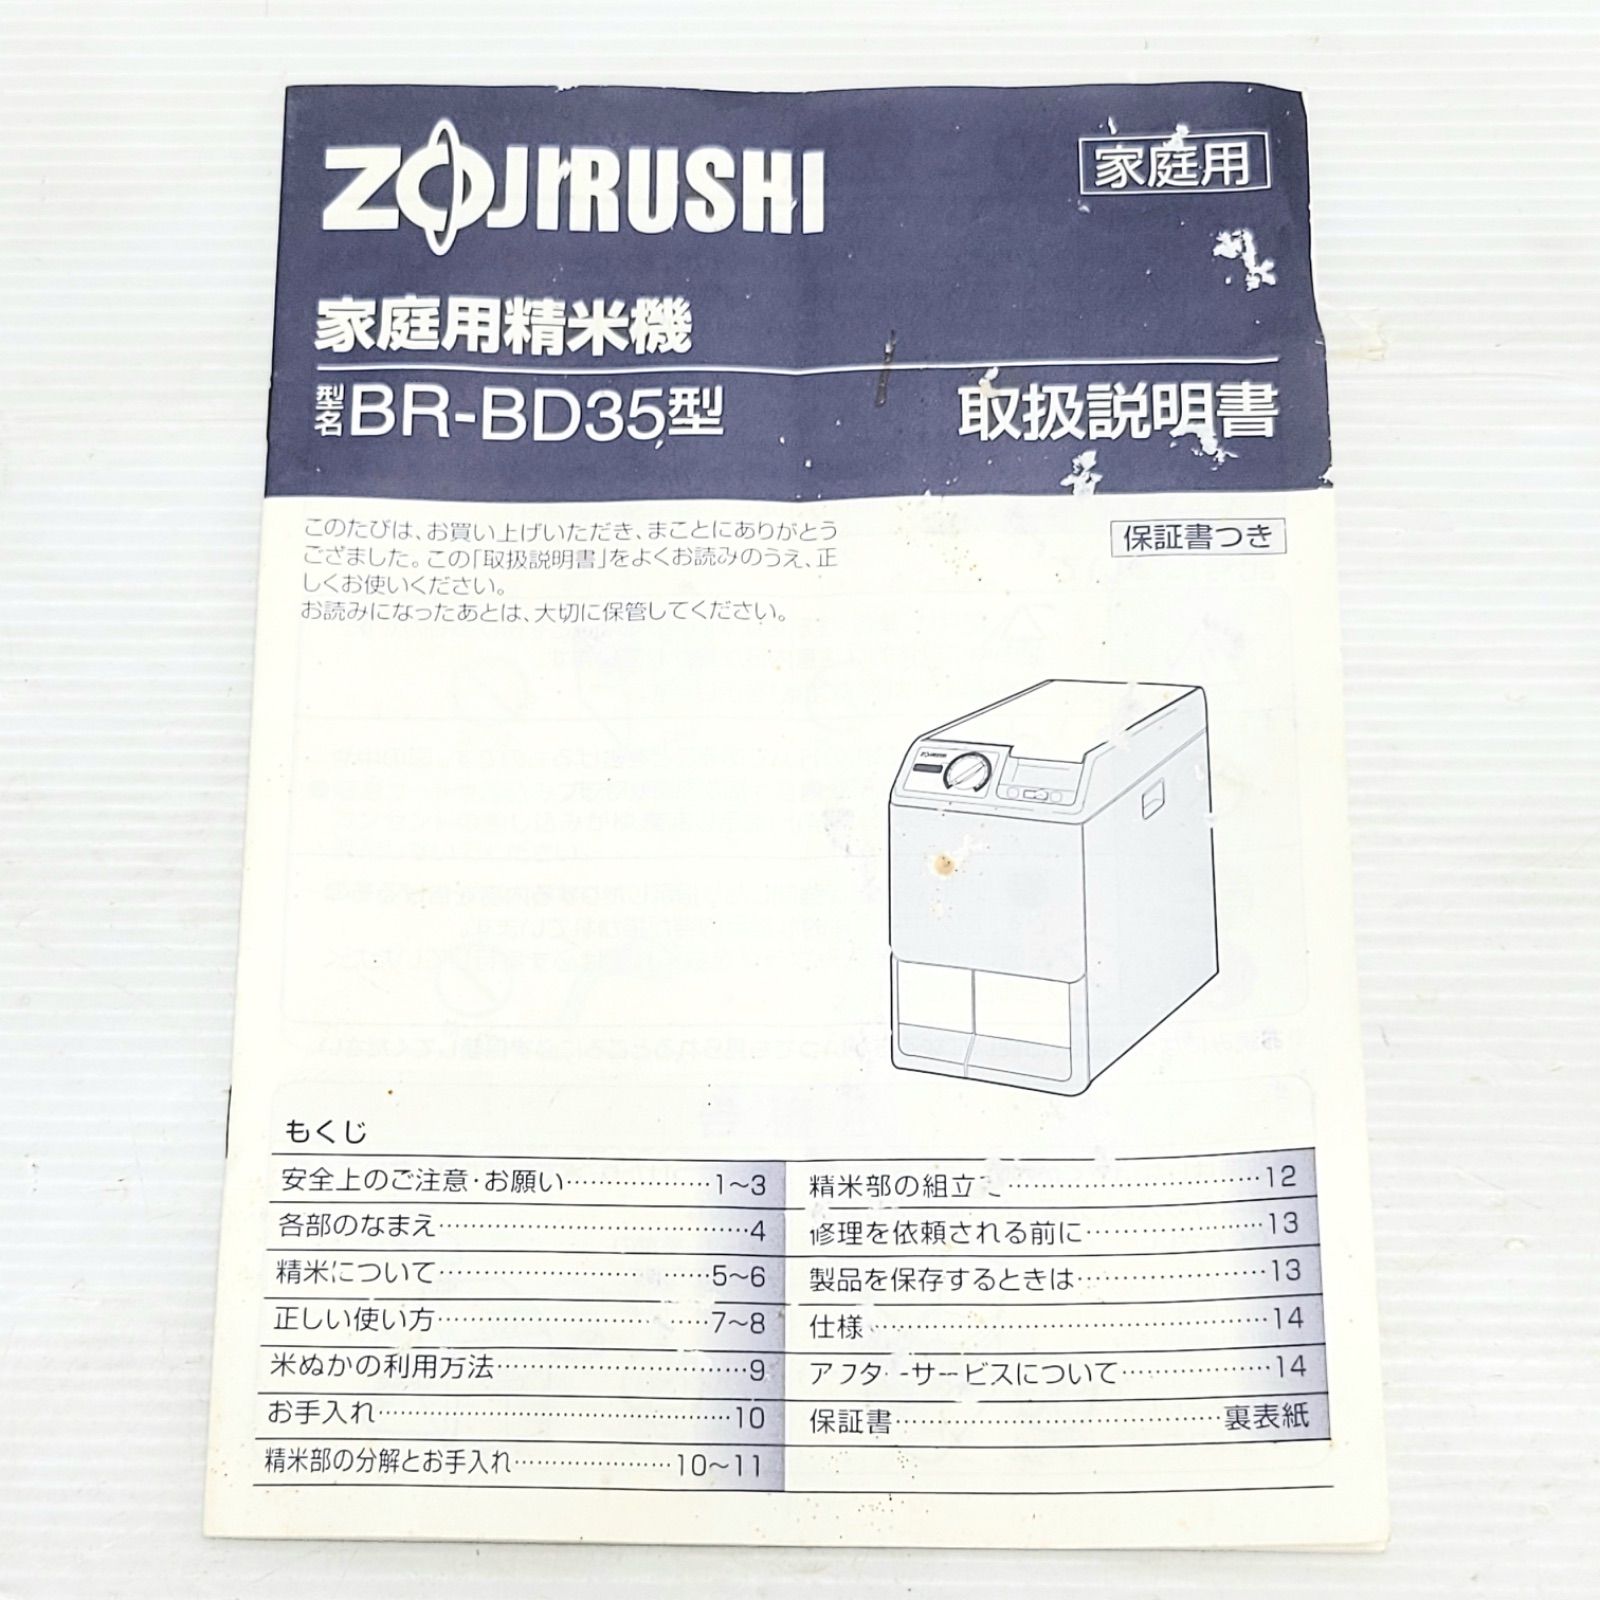 ZOJIRUSHI
家庭用
家庭用精米機
型名 BR-BD35型
取扱説明書
このたびは、お買い上げいただき、まことにありがとう
ござました。この「取扱説明書」をよくお読みのうえ、正
しくお使いください。
お読みになったあとは、大切に保管してください。
保証書つき
ZOJIRUSHI
もくじ
安全上のご注意・お願い……………1~3
各部のなまえ……………4
精米について……………5~6
正しい使い方……………7~8
米ぬかの利用方法……………9
お手入れ……………10
精米部の分解とお手入れ……………10~11
精米部の組立て……………12
修理を依頼される前に……………13
製品を保存するときは……………13
仕様……………14
アフターサービスについて……………14
保証書……………裏表紙